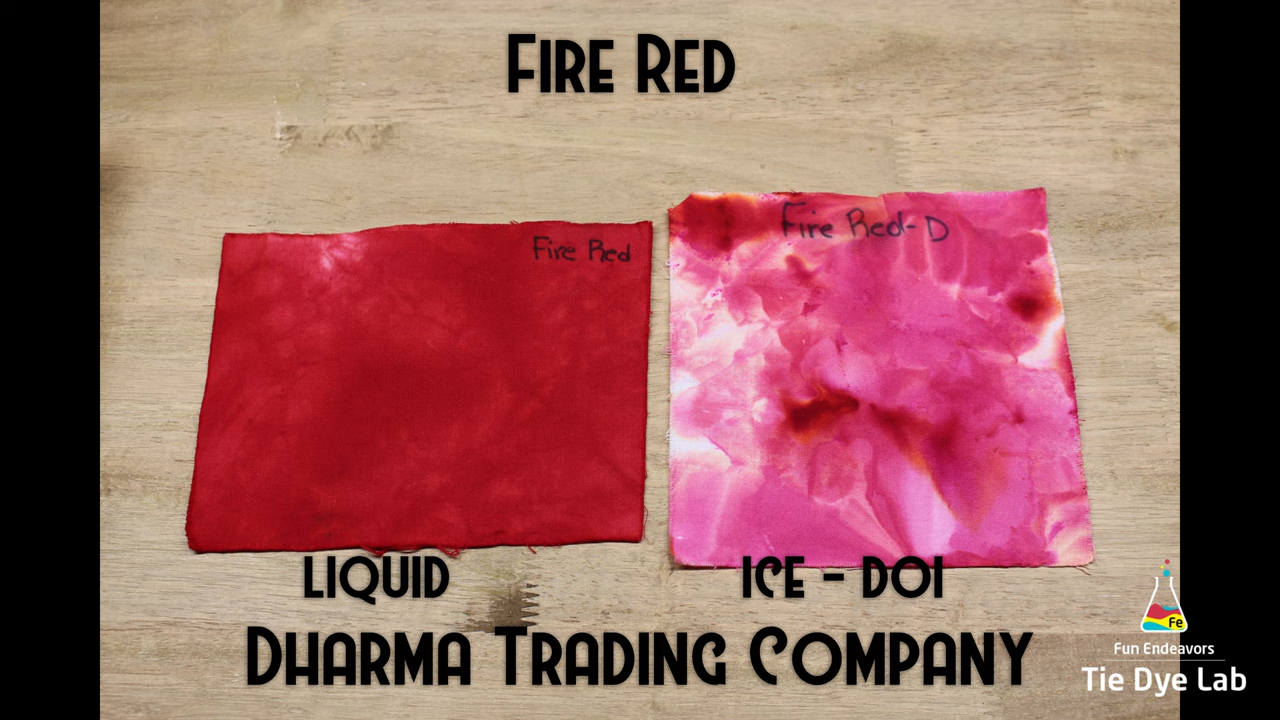 Fire Red
Fire Red
Fire Red-D
LIQUID
ICE - DOI
Dharma Trading Company
Fe
Fun Endeavors
Tie Dye Lab